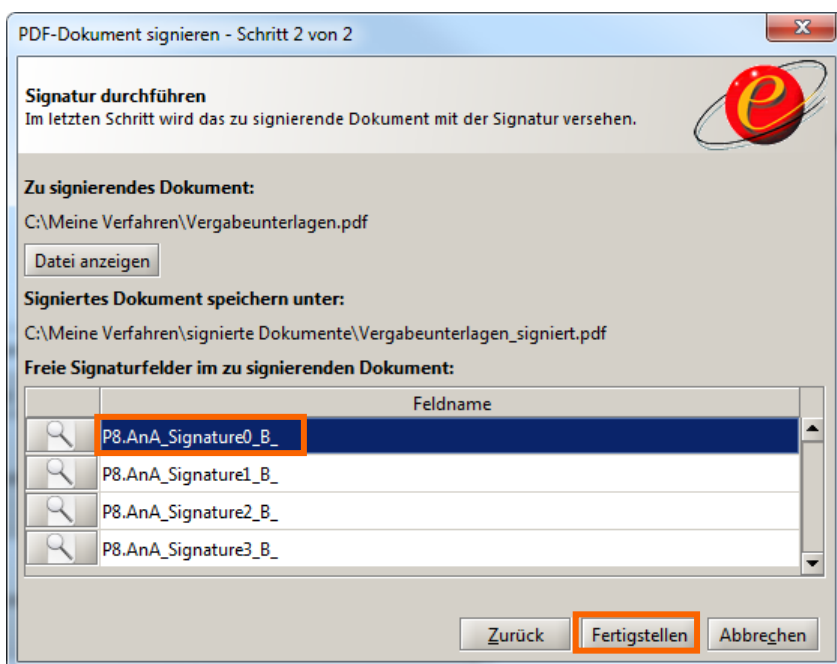 PDF-Dokument signieren - Schritt 2 von 2
Signatur durchführen
Im letzten Schritt wird das zu signierende Dokument mit der Signatur versehen.
e
Zu signierendes Dokument:
C:\Meine Verfahren\Vergabeunterlagen.pdf
Datei anzeigen
Signiertes Dokument speichern unter:
C:\Meine Verfahren\signierte Dokumente\Vergabeunterlagen_signiert.pdf
Freie Signaturfelder im zu signierenden Dokument:
Feldname
P8.AnA_Signature0_B_
P8.AnA_Signature1_B_
P8.AnA_Signature2_B_
P8.AnA_Signature3_B_
Zurück Fertigstellen Abbrechen